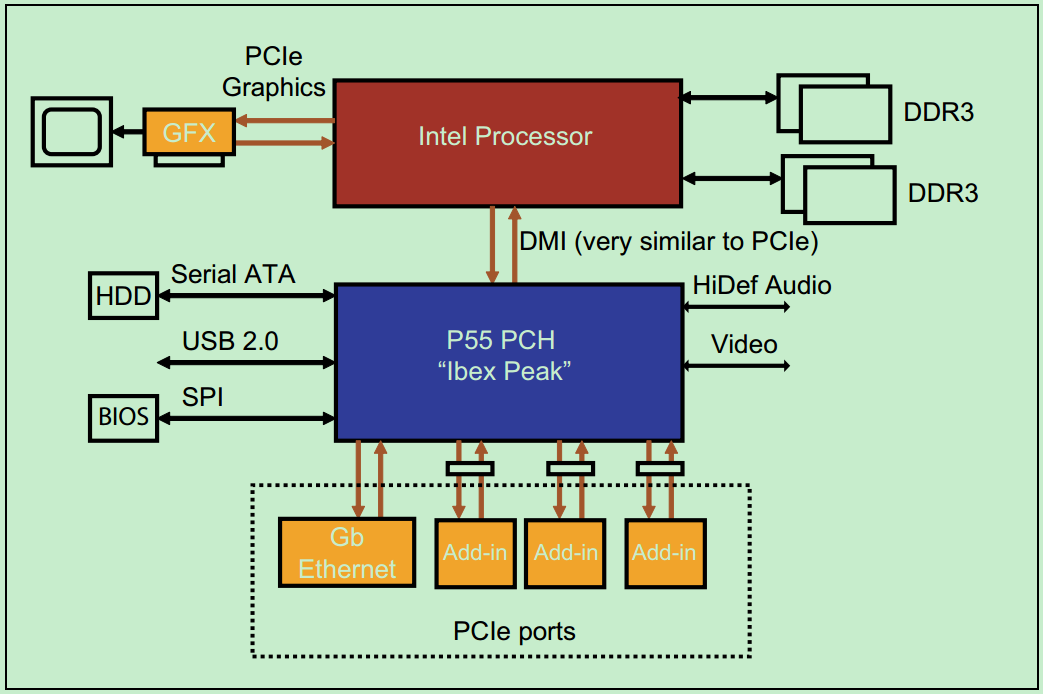 PCIe
Graphics
GFX
Intel Processor
DDR3
DDR3
DMI (very similar to PCIe)
Serial ATA
HDD
HiDef Audio
USB 2.0
P55 PCH
“Ibex Peak”
Video
SPI
BIOS
Gb
Ethernet
Add-in
Add-in
Add-in
PCIe ports